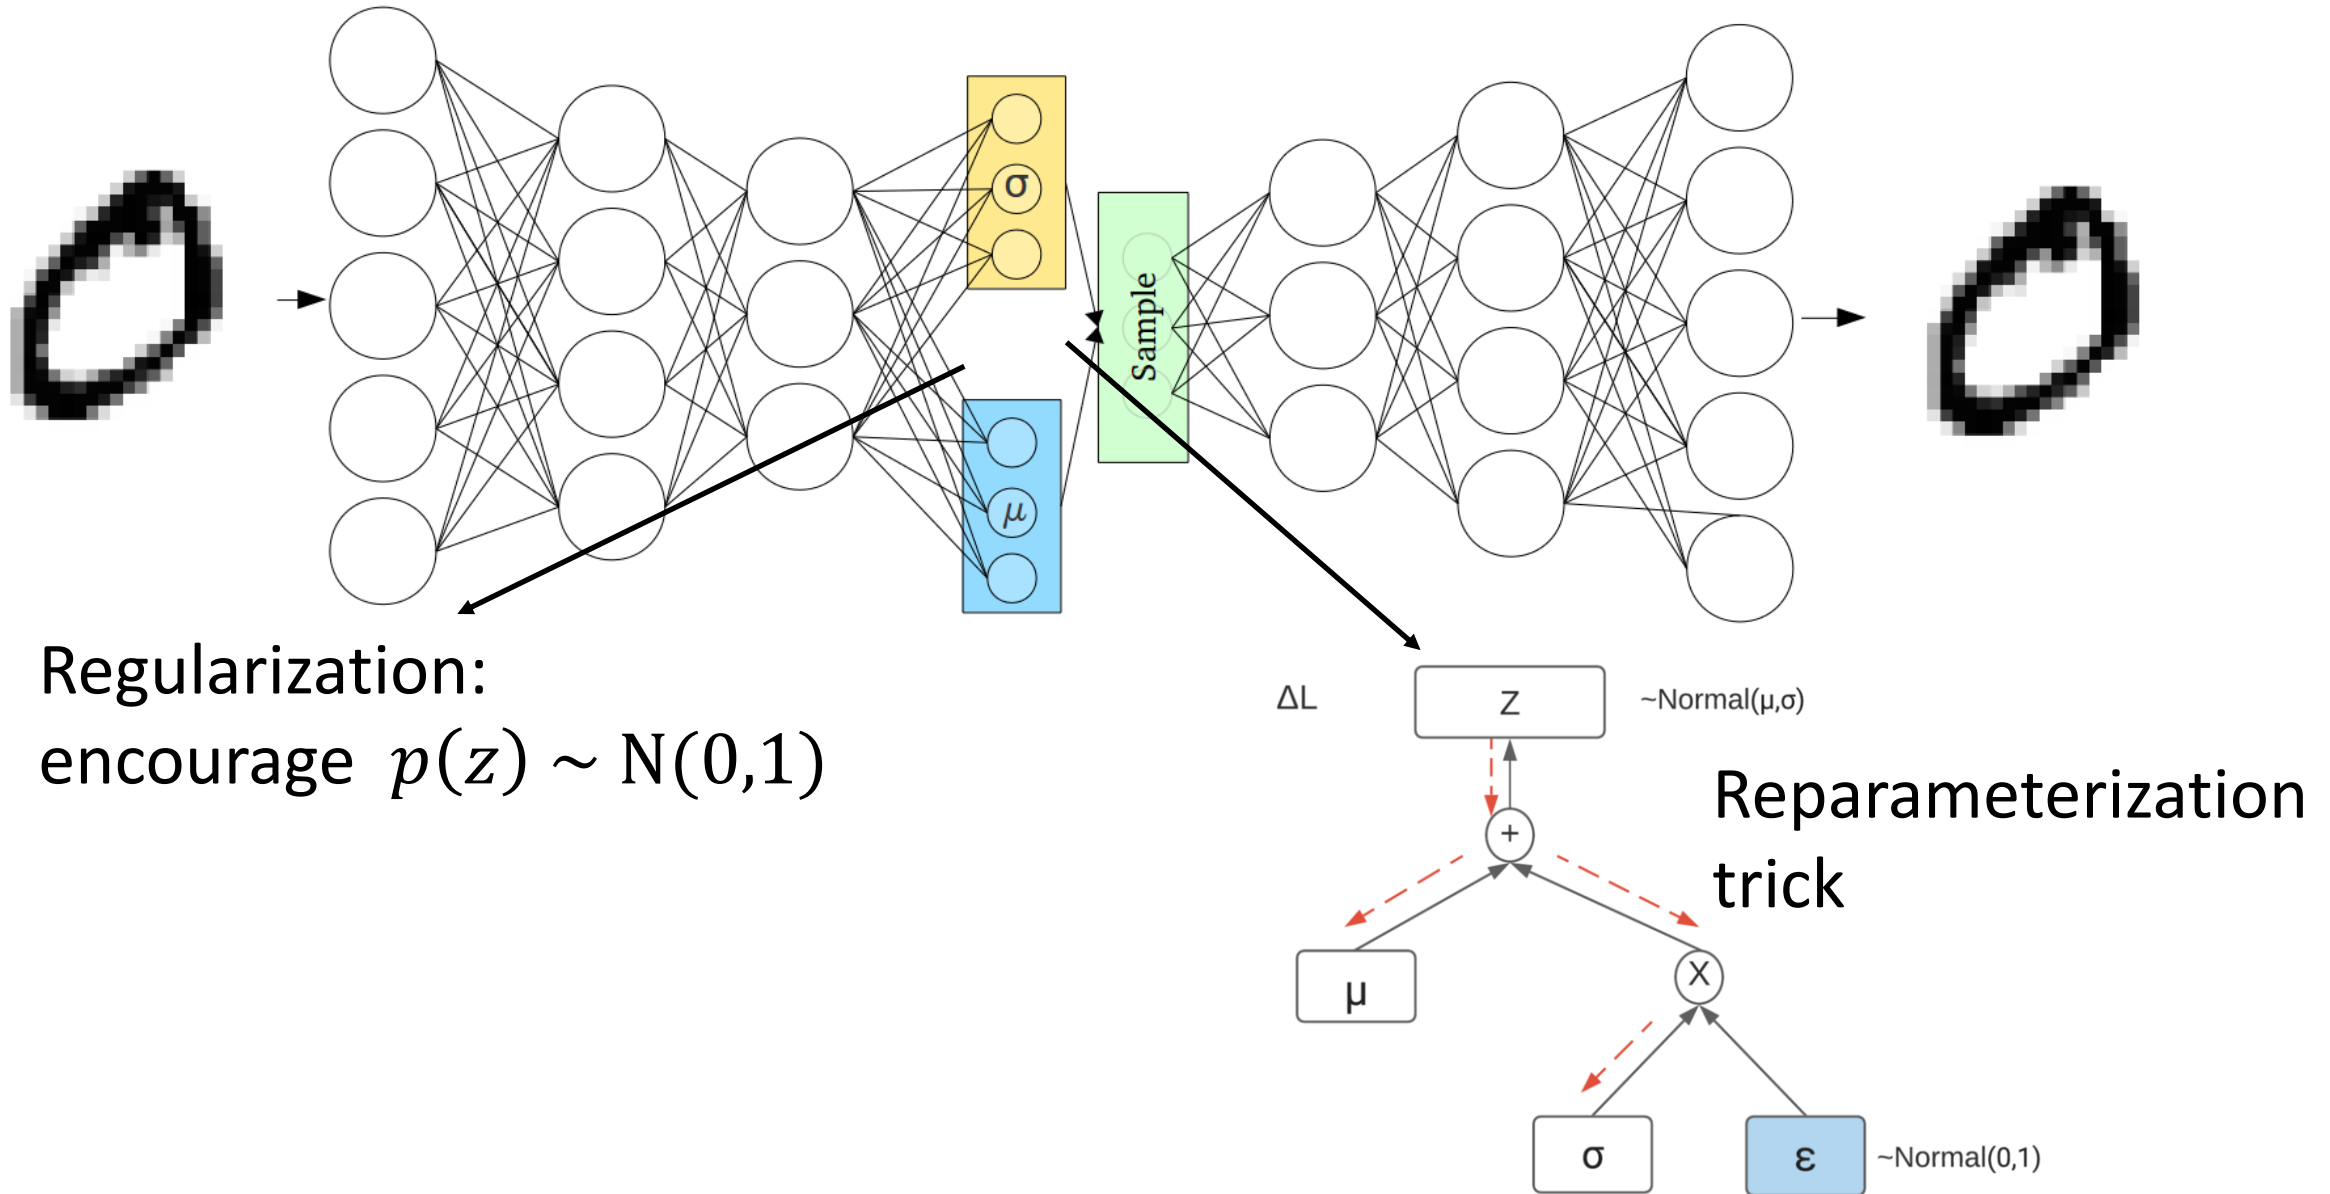 σ
Sample
μ
Regularization:
encourage p(z) ~ N(0,1)
ΔL
Z
~Normal(μ,σ)
+
Reparameterization
trick
μ
X
σ
ε
~Normal(0,1)